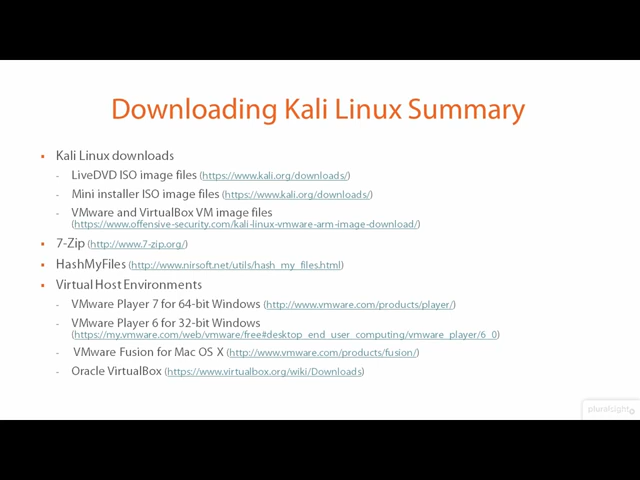 Downloading Kali Linux Summary
▪ Kali Linux downloads
- LiveDVD ISO image files (https://www.kali.org/downloads/)
- Mini installer ISO image files (https://www.kali.org/downloads/)
- VMware and VirtualBox VM image files
(https://www.offensive-security.com/kali-linux-vmware-arm-image-download/)
▪ 7-Zip (http://www.7-zip.org/)
▪ HashMyFiles (http://www.nirsoft.net/utils/hash_my_files.html)
▪ Virtual Host Environments
- VMware Player 7 for 64-bit Windows (http://www.vmware.com/products/player/)
- VMware Player 6 for 32-bit Windows
(https://my.vmware.com/web/vmware/free#desktop_end_user_computing/vmware_player/6_0)
- VMware Fusion for Mac OS X (http://www.vmware.com/products/fusion/)
- Oracle VirtualBox (https://www.virtualbox.org/wiki/Downloads)
pluralsight